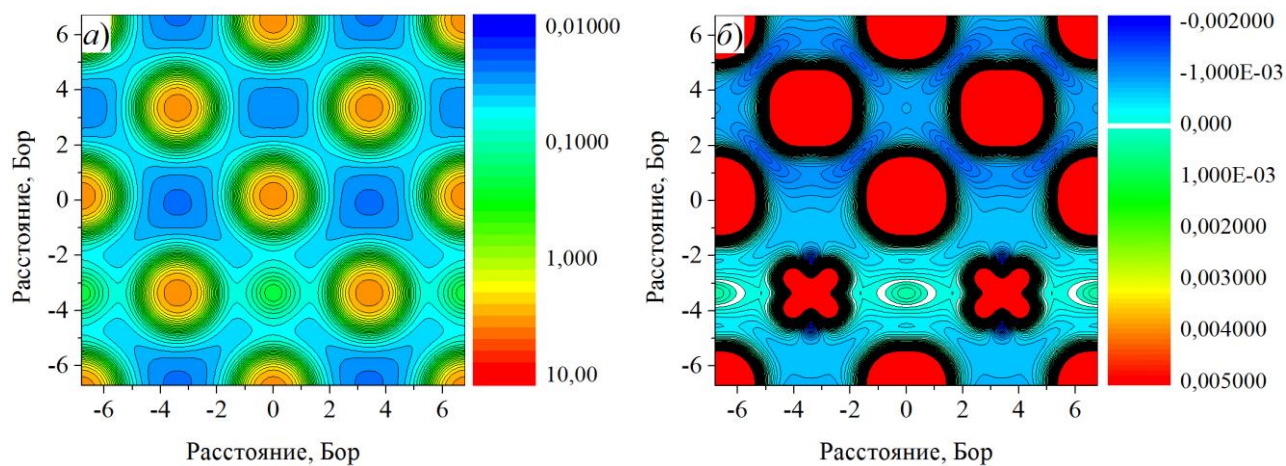 а)
6
4
2
0
-2
-4
-6
-6 -4 -2 0 2 4 6
Расстояние, Бор
Расстояние, Бор
0,01000
0,1000
1,000
10,00
б)
6
4
2
0
-2
-4
-6
-6 -4 -2 0 2 4 6
Расстояние, Бор
Расстояние, Бор
-0,002000
-1,000E-03
0,000
1,000E-03
0,002000
0,003000
0,004000
0,005000